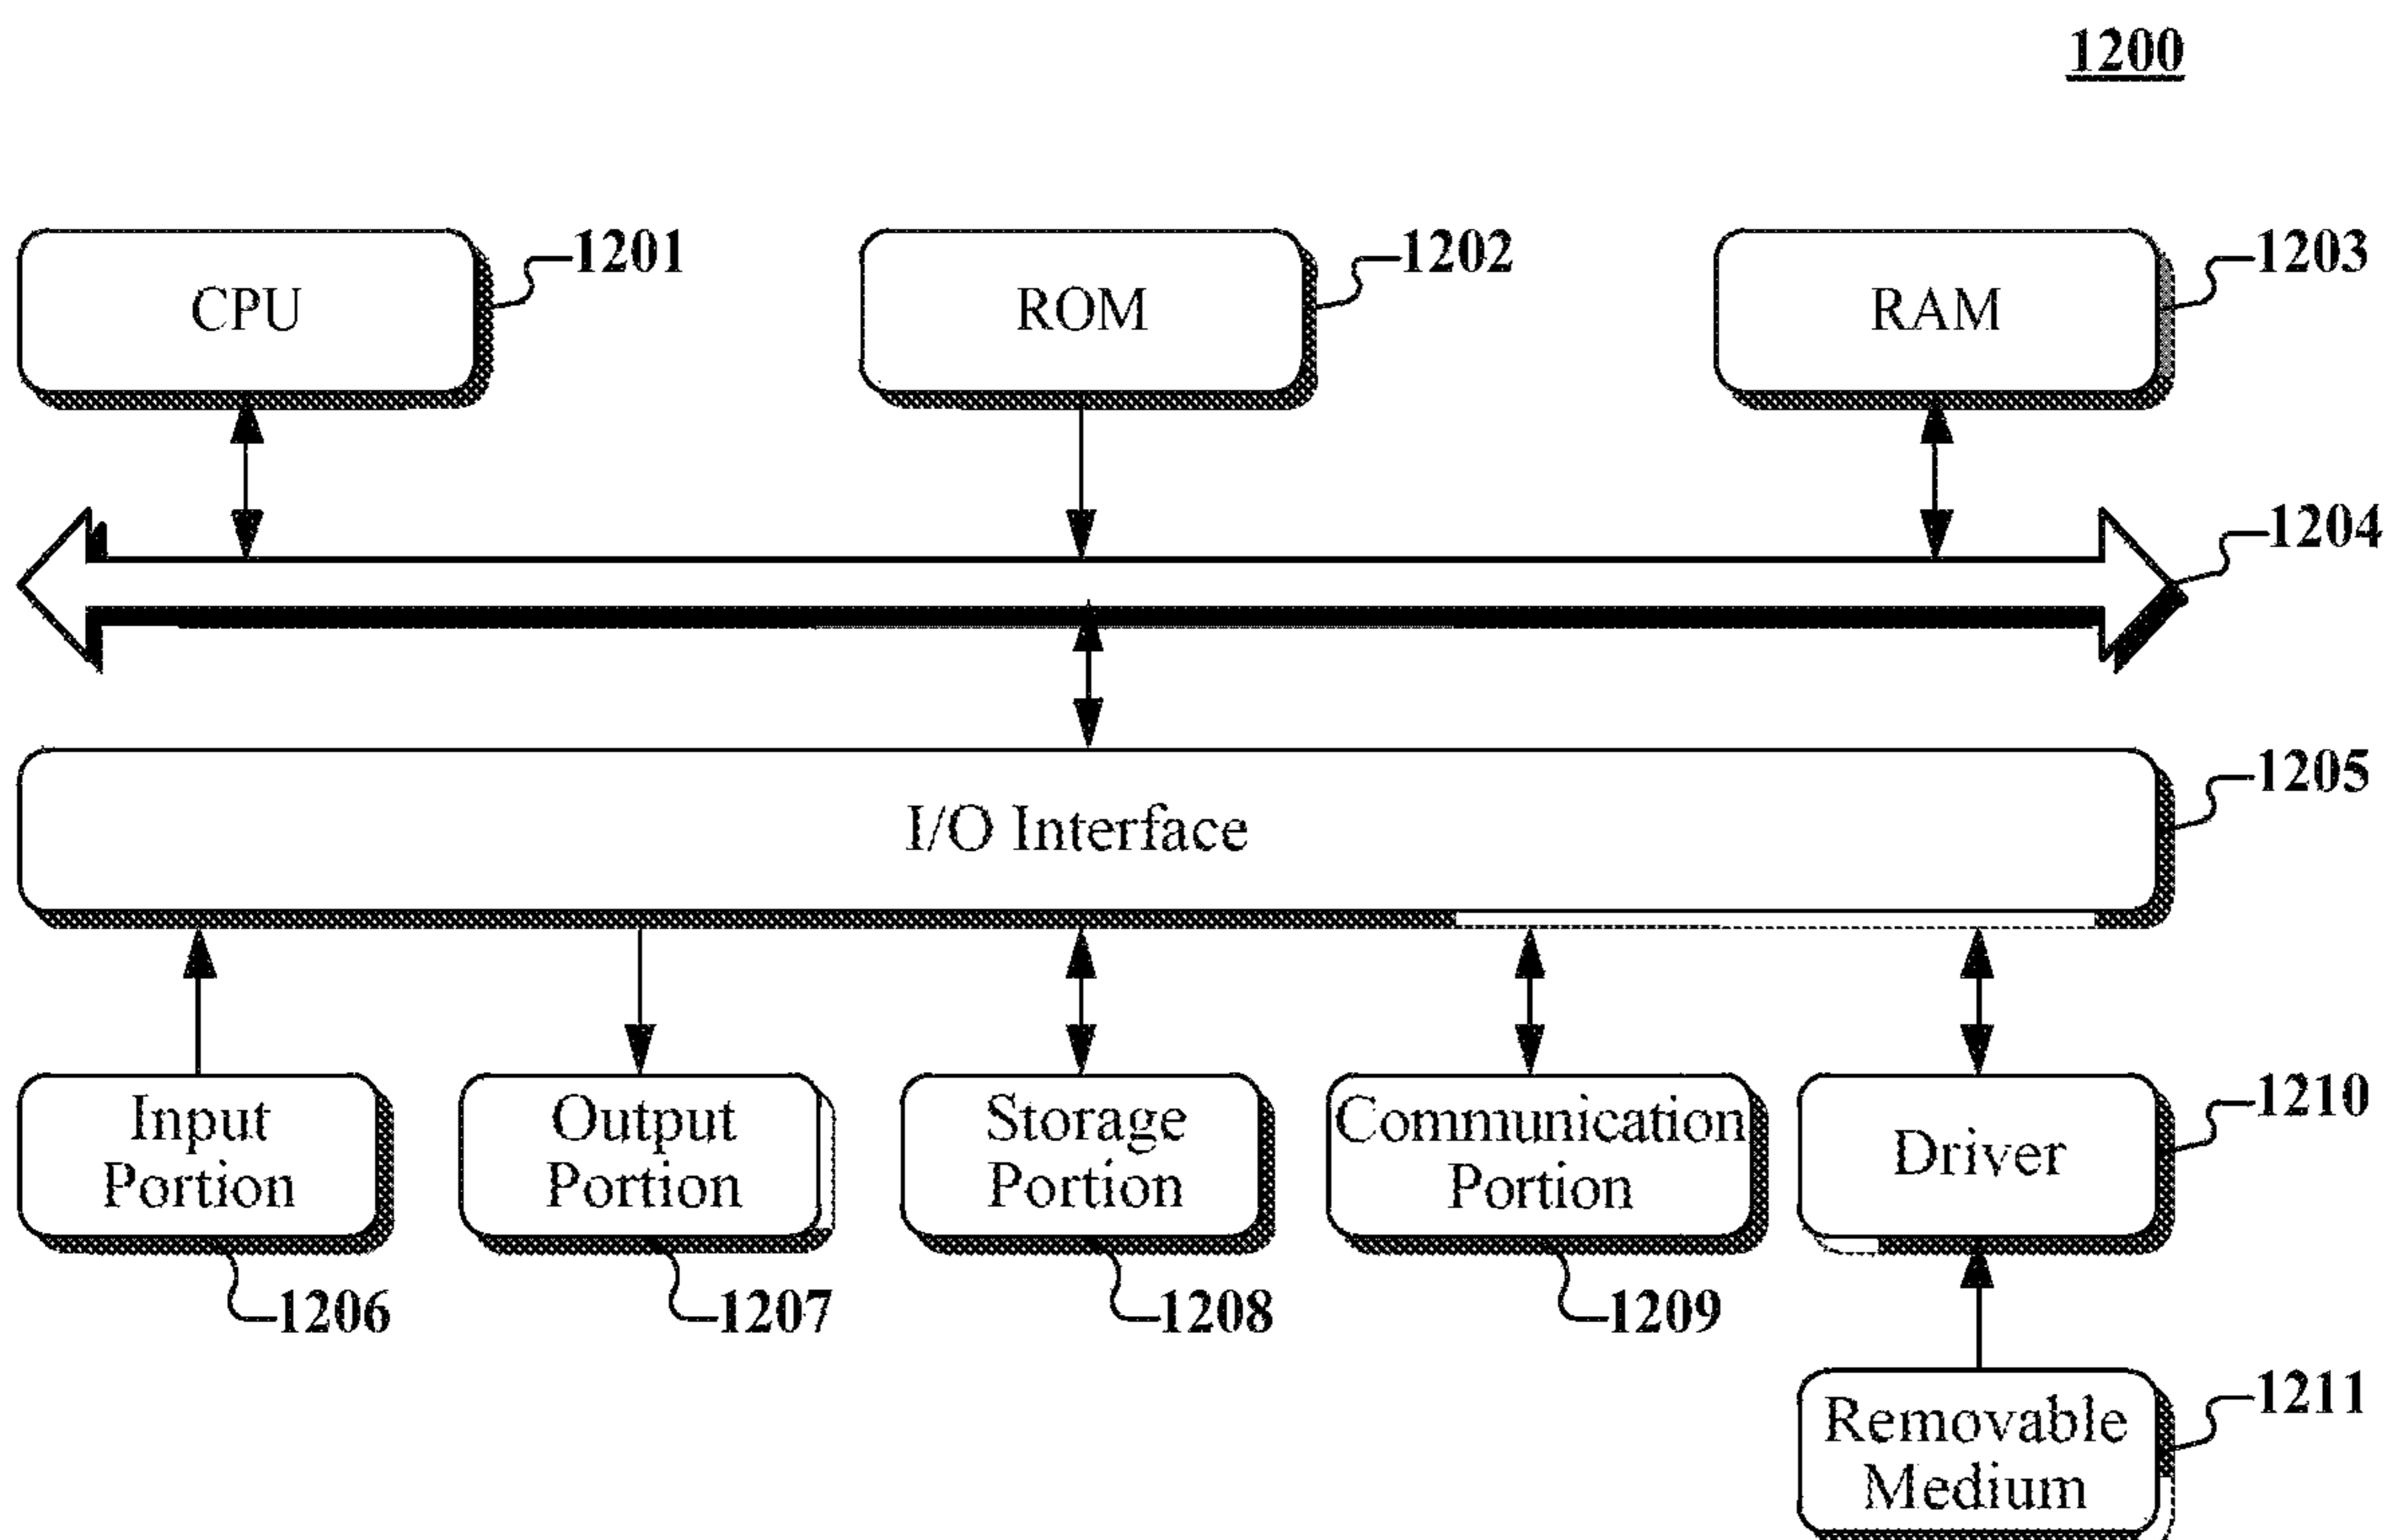 1200
CPU
1201
ROM
1202
RAM
1203
1204
I/O Interface
1205
Input
Portion
1206
Output
Portion
1207
Storage
Portion
1208
Communication
Portion
1209
Driver
1210
Removable
Medium
1211